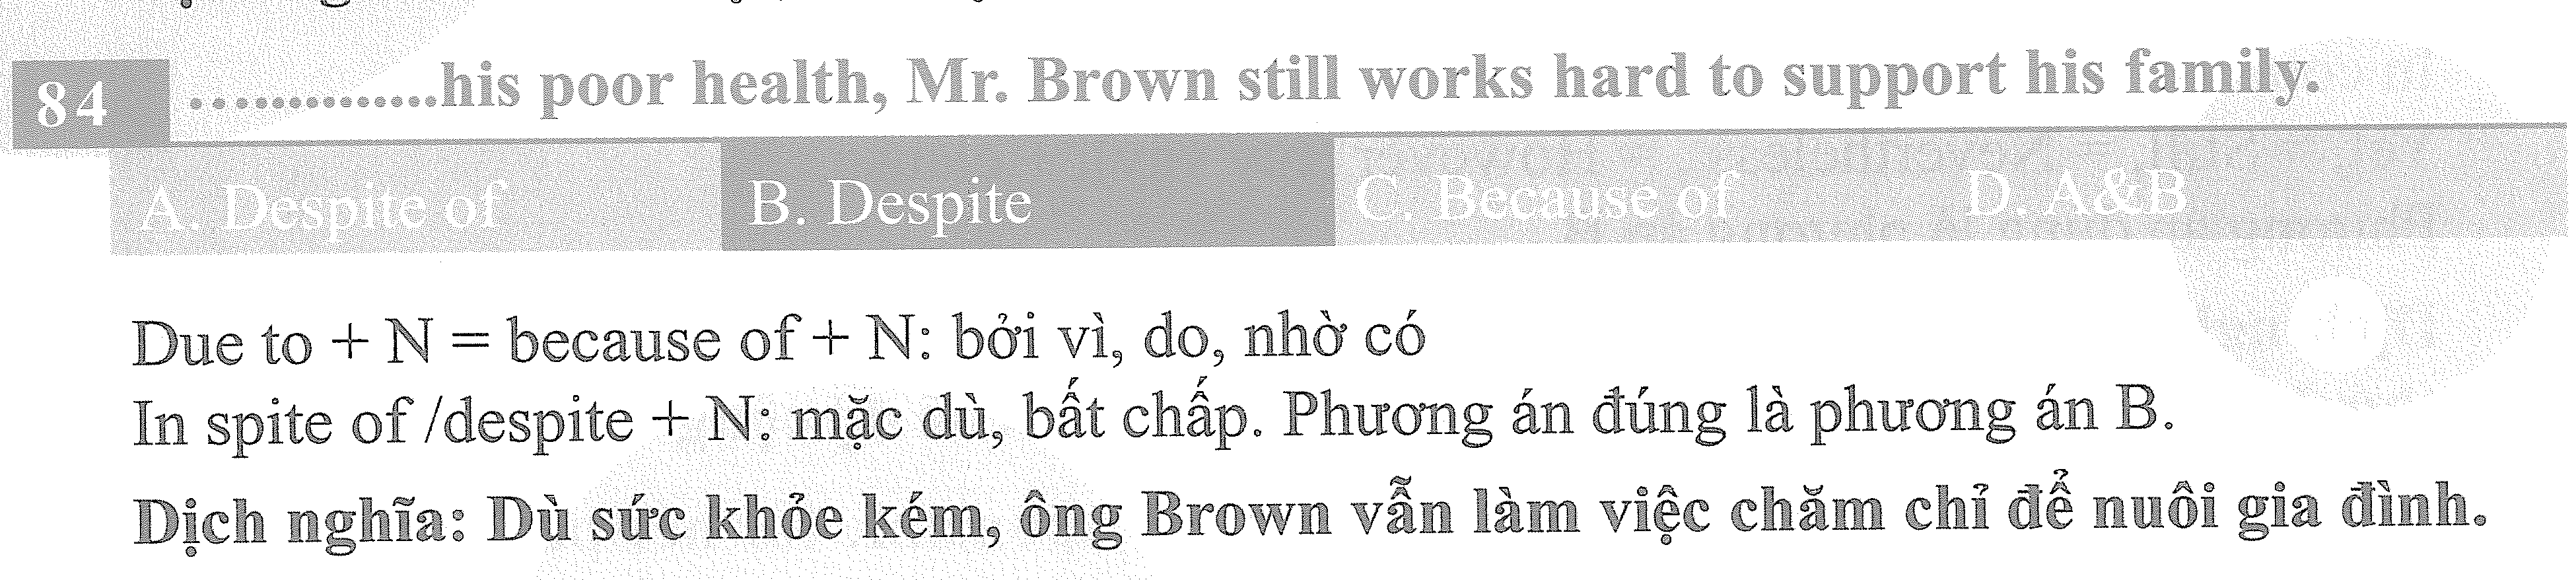 84 .............his poor health, Mr. Brown still works hard to support his family.
A. Despite of B. Despite C. Because of D. A&B
Due to + N = because of + N: bởi vì, do, nhờ có
In spite of /despite + N: mặc dù, bất chấp. Phương án đúng là phương án B.
Dịch nghĩa: Dù sức khỏe kém, ông Brown vẫn làm việc chăm chỉ để nuôi gia đình.